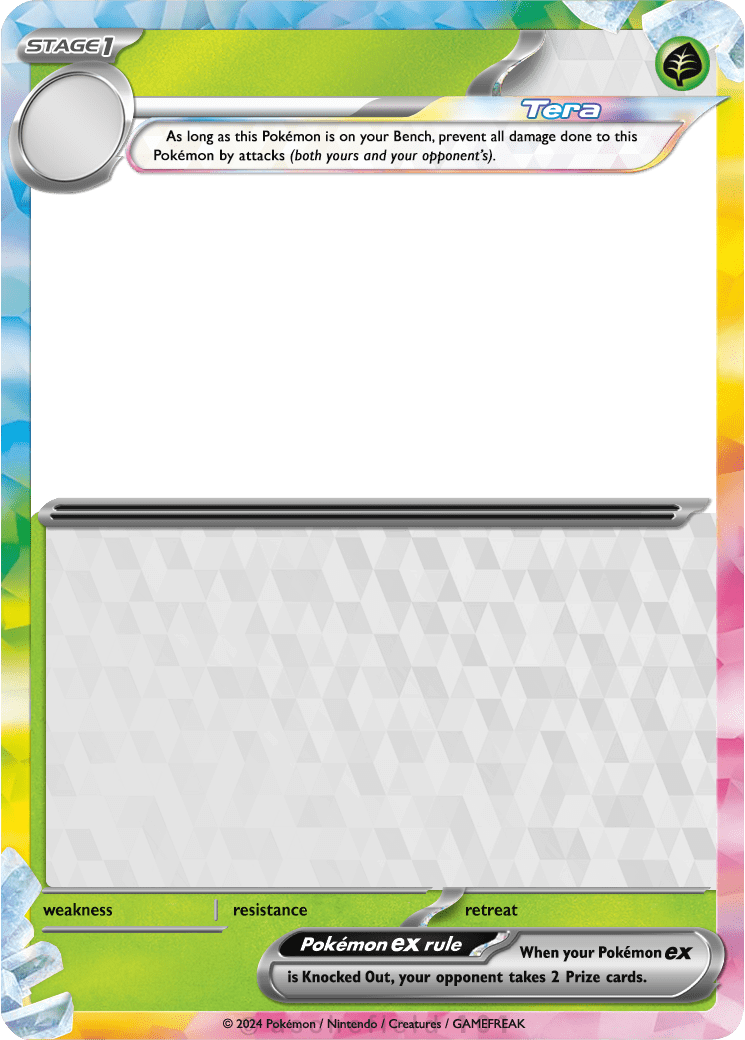 STAGE1
Tera
As long as this Pokémon is on your Bench, prevent all damage done to this
Pokémon by attacks (both yours and your opponent's).
weakness
resistance
retreat
Pokémon ex rule
When your Pokémon ex
is Knocked Out, your opponent takes 2 Prize cards.
© 2024 Pokémon / Nintendo / Creatures / GAMEFREAK